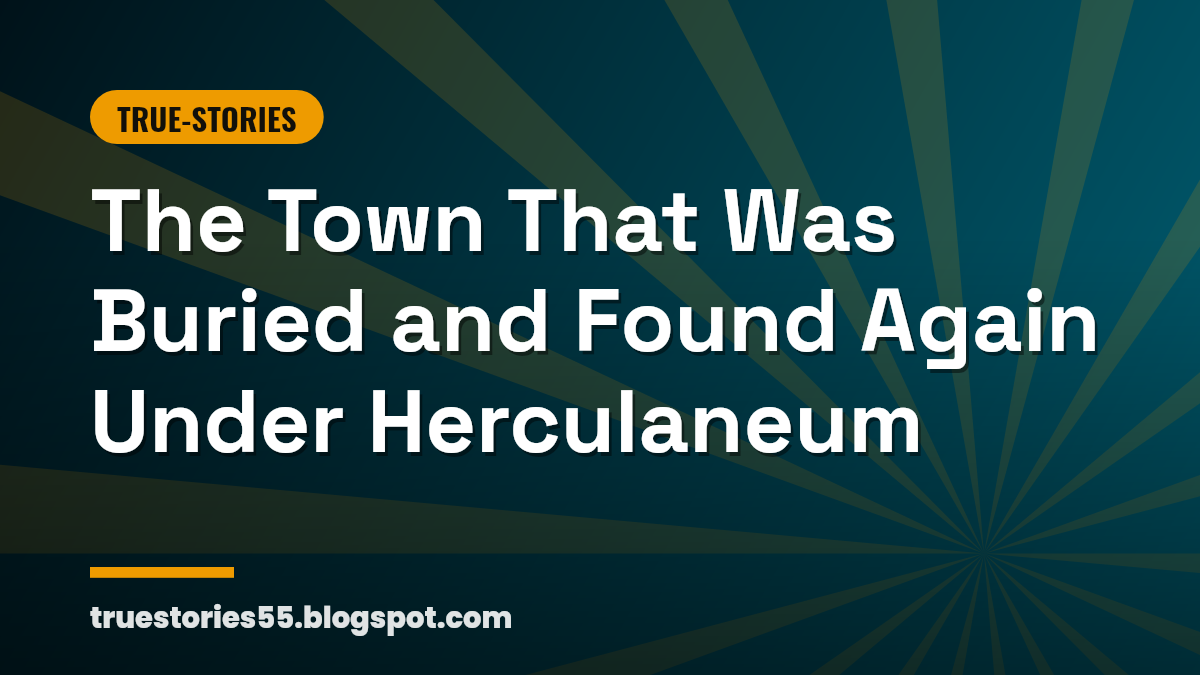 TRUE-STORIES
The Town That Was
Buried and Found Again
Under Herculaneum
truestories55.blogspot.com